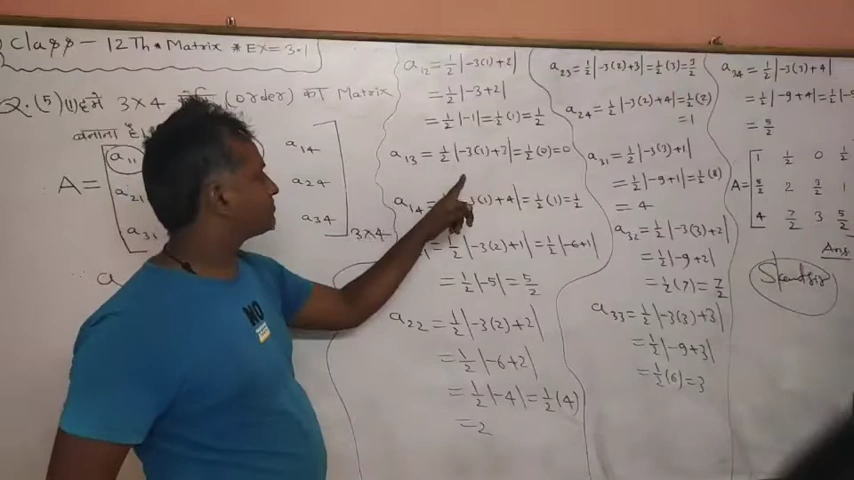 Class - 12Th * Matrix * Ex = 3.1
Q. (5) (i) हमें 3×4 (order) का Matrix
बनाना है
A = a₁₁ a₁₄
a₂₁ a₂₄
a₃₁ a₃₄ 3×4
a
a₁₂ = 1/2 |-3(1)+2|
= 1/2 |-3+2|
= 1/2 |-1| = 1/2 (1) = 1/2
a₁₃ = 1/2 |-3(1)+3| = 1/2 (0) = 0
a₁₄ = 3(1)+4| = 1/2 (1) = 1/2
1/2 |-3(2)+1| = 1/2 |-6+1|
= 1/2 |-5| = 5/2
a₂₂ = 1/2 |-3(2)+2|
= 1/2 |-6+2|
= 1/2 |-4| = 1/2 (4)
= 2
a₂₃ = 1/2 |-3(2)+3| = 1/2 (3) = 3/2
a₂₄ = 1/2 |-3(2)+4| = 1/2 (2)
= 1
a₃₁ = 1/2 |-3(3)+1|
= 1/2 |-9+1| = 1/2 (8)
= 4
a₃₂ = 1/2 |-3(3)+2|
= 1/2 |-9+2|
= 1/2 (7) = 7/2
a₃₃ = 1/2 |-3(3)+3|
= 1/2 |-9+3|
= 1/2 (6) = 3
a₃₄ = 1/2 |-3(3)+4|
= 1/2 |-9+4| = 1/2 |-5
= 5/2
A = 1 1/2 0 1/2
5/2 2 3/2 1
4 7/2 3 5/2
Ans
NO